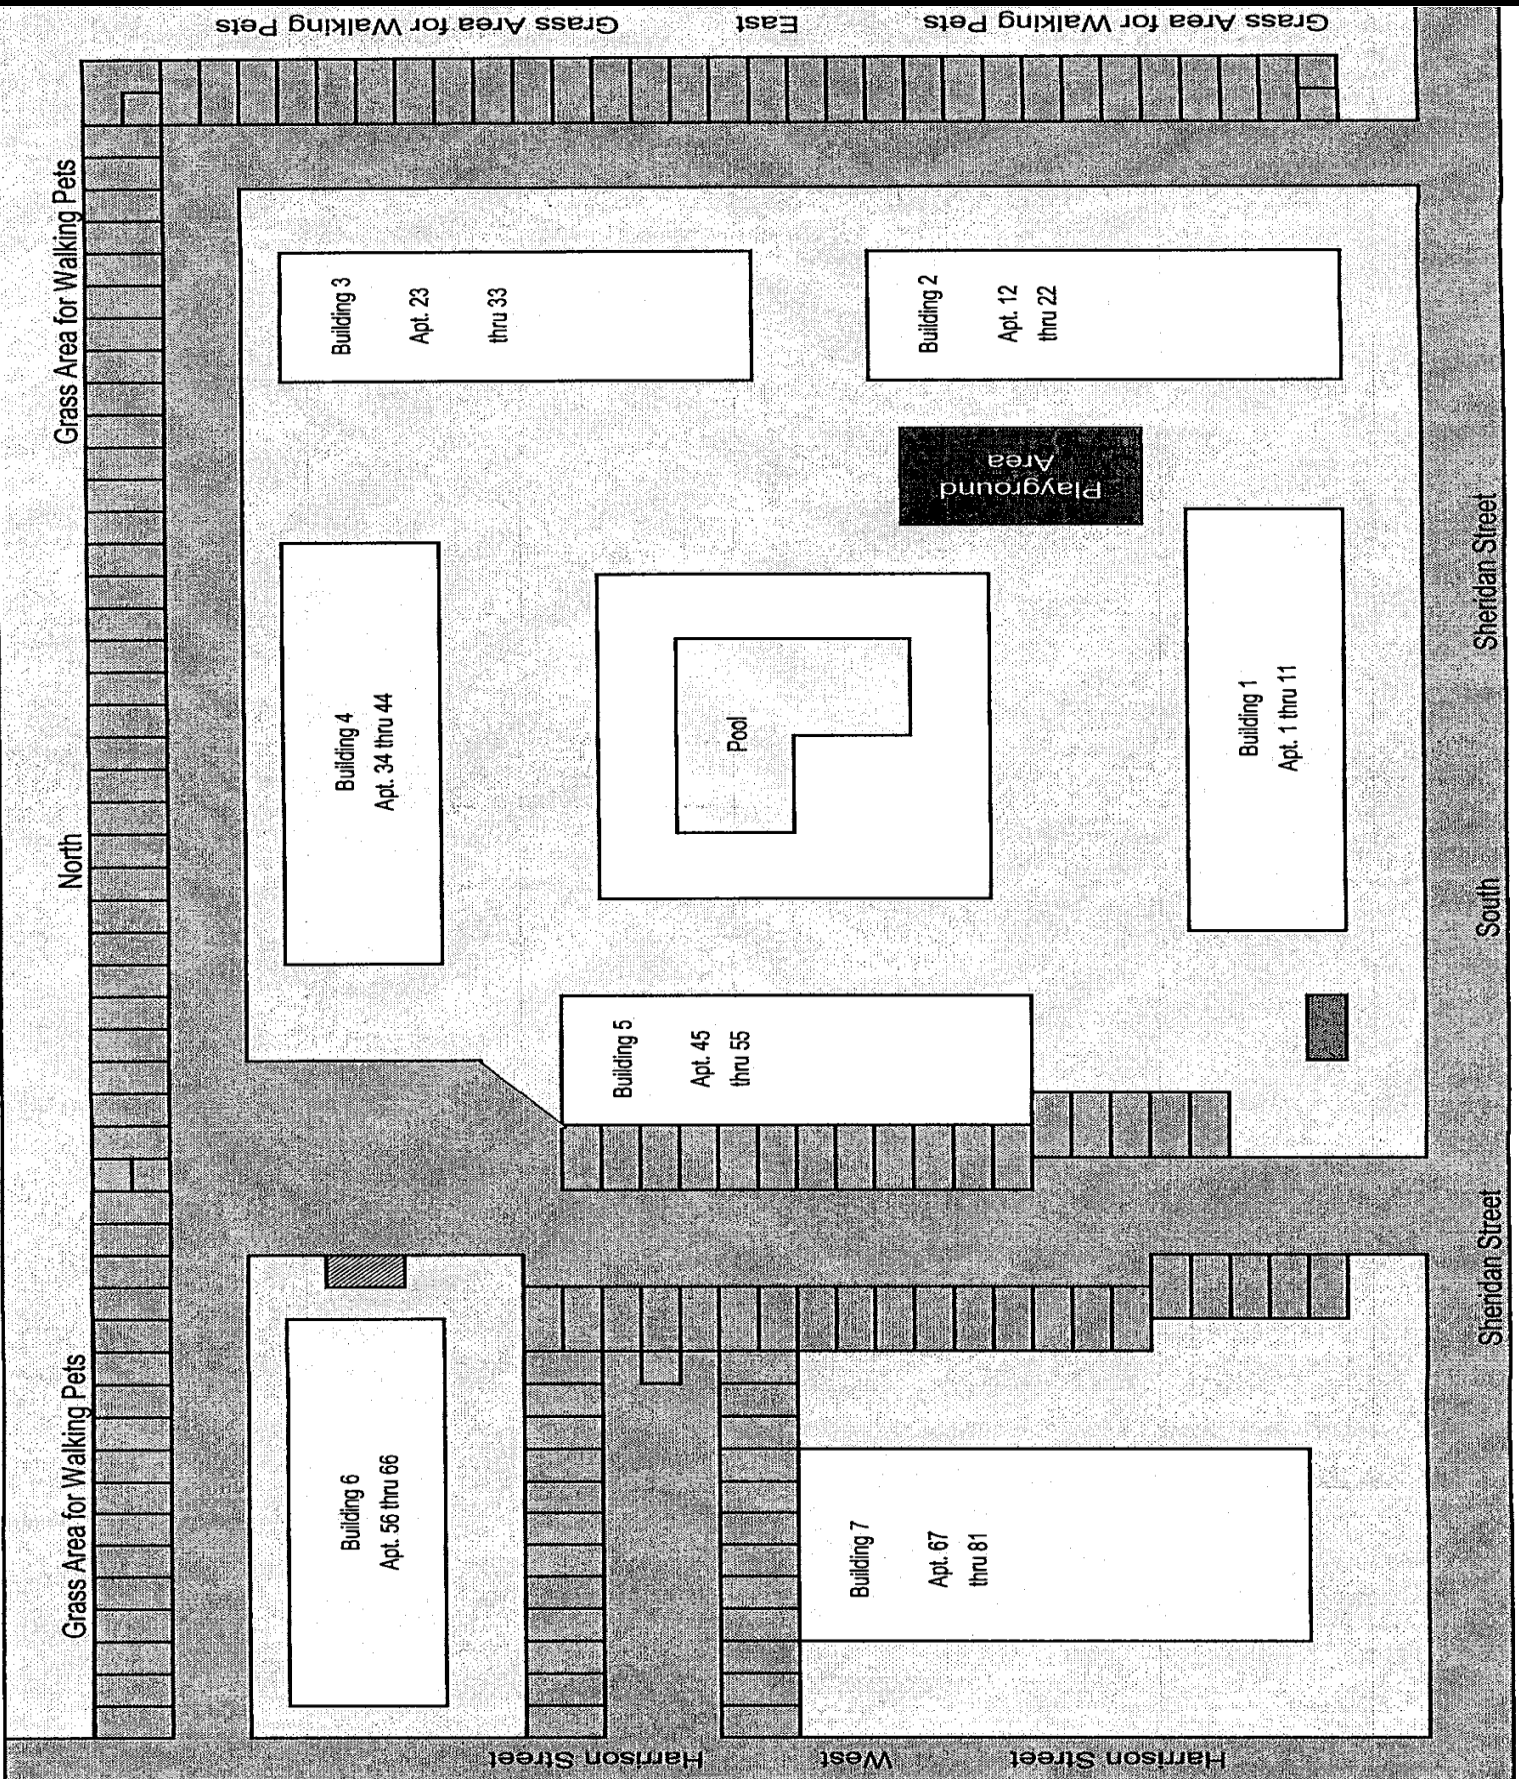 Grass Area for Walking Pets
East
Grass Area for Walking Pets
Grass Area for Walking Pets
North
Grass Area for Walking Pets
Building 3
Apt. 23
thru 33
Building 2
Apt. 12
thru 22
Playground
Area
Building 4
Apt. 34 thru 44
Pool
Building 1
Apt. 1 thru 11
Building 5
Apt. 45
thru 55
Building 6
Apt. 56 thru 66
Building 7
Apt. 67
thru 81
Sheridan Street
South
Sheridan Street
Harrison Street
West
Harrison Street